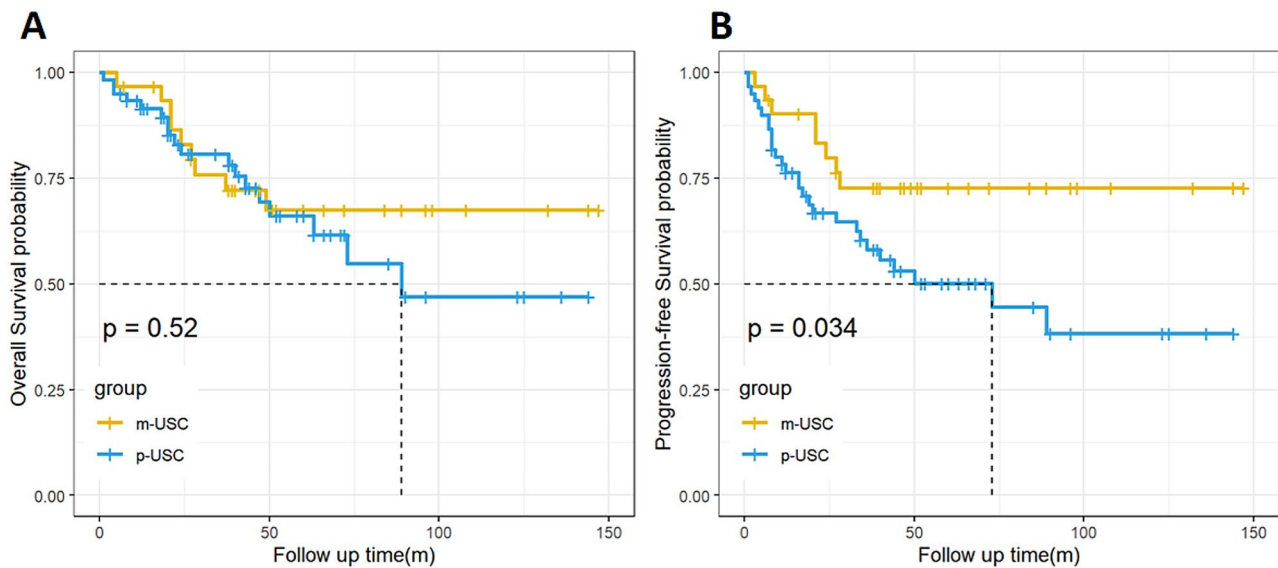 A
Overall Survival probability
1.00
0.75
0.50
0.25
0.00
p = 0.52
group
m-USC
p-USC
0 50 100 150
Follow up time(m)
B
Progression-free Survival probability
1.00
0.75
0.50
0.25
0.00
p = 0.034
group
m-USC
p-USC
0 50 100 150
Follow up time(m)